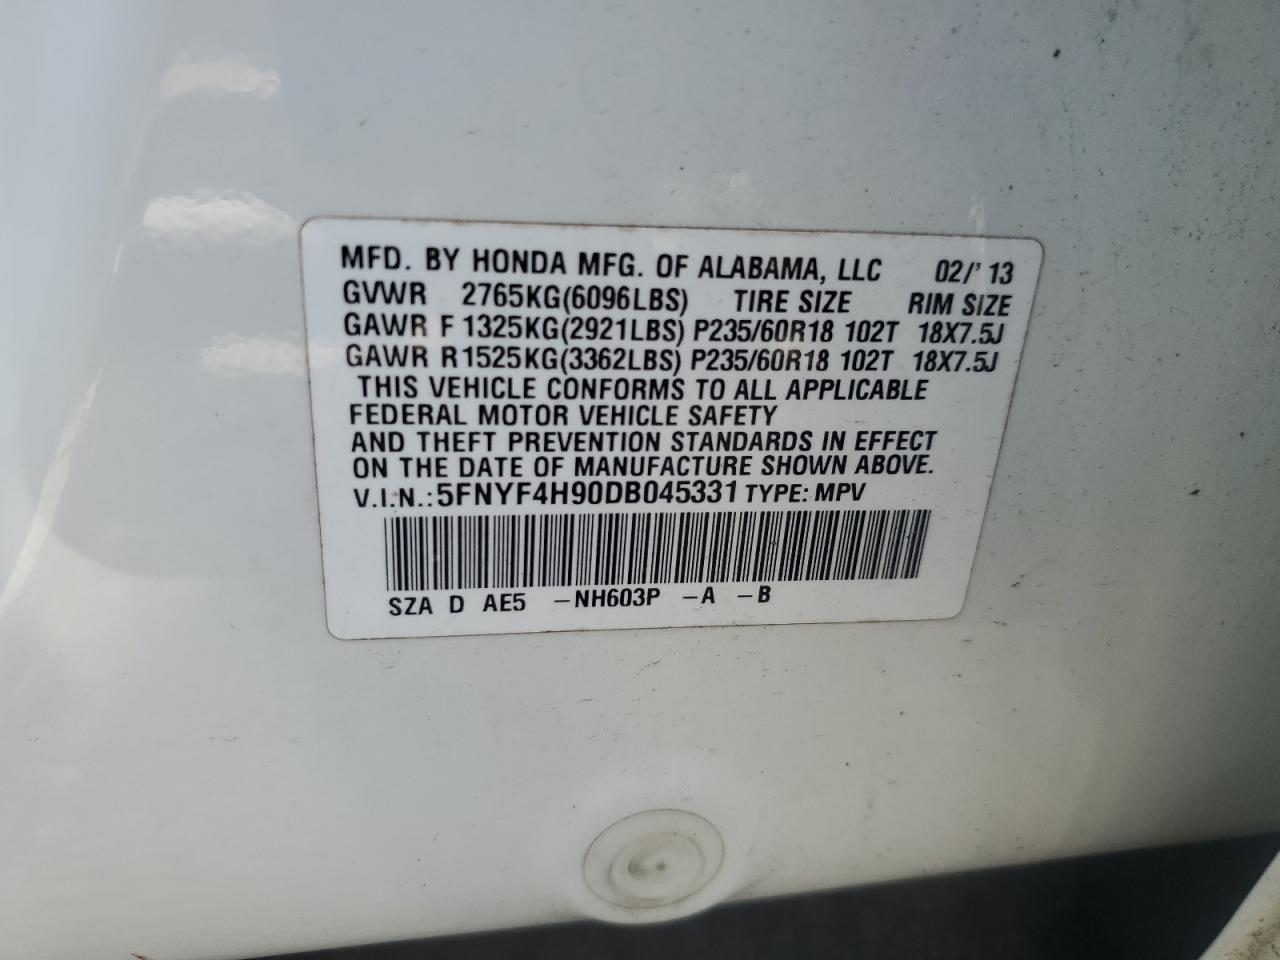 MFD. BY HONDA MFG. OF ALABAMA, LLC 02/' 13
GVWR 2765KG(6096LBS) TIRE SIZE RIM SIZE
GAWR F 1325KG(2921LBS) P235/60R18 102T 18X7.5J
GAWR R 1525KG(3362LBS) P235/60R18 102T 18X7.5J
THIS VEHICLE CONFORMS TO ALL APPLICABLE
FEDERAL MOTOR VEHICLE SAFETY
AND THEFT PREVENTION STANDARDS IN EFFECT
ON THE DATE OF MANUFACTURE SHOWN ABOVE.
V.I.N.: 5FNYF4H90DB045331 TYPE: MPV
SZA D AE5 -NH603P -A -B